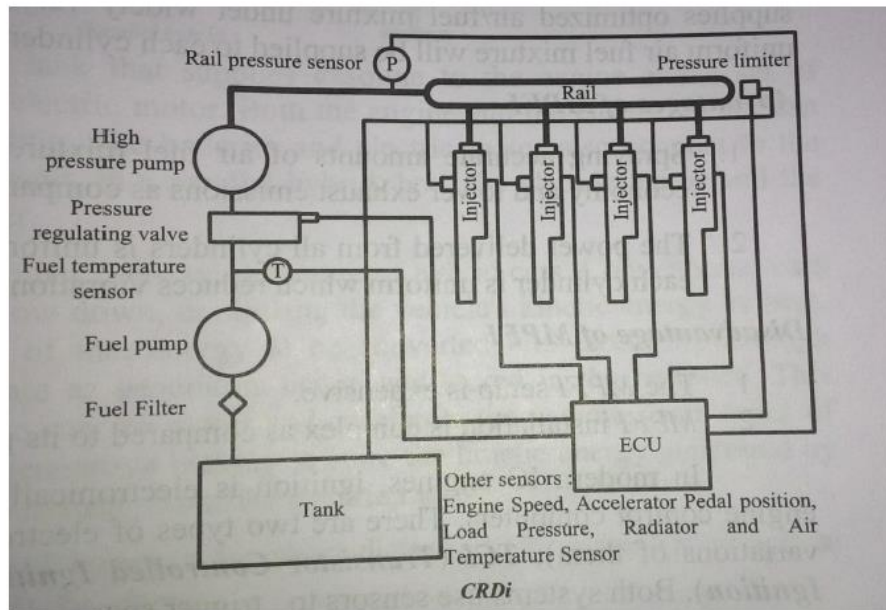 Rail pressure sensor
P
Pressure limiter
Rail
High
pressure pump
Injector
Injector
Injector
Injector
Pressure
regulating valve
Fuel temperature
sensor
T
Fuel pump
Fuel Filter
ECU
Tank
Other sensors :
Engine Speed, Accelerator Pedal position,
Load Pressure, Radiator and Air
Temperature Sensor
CRDi